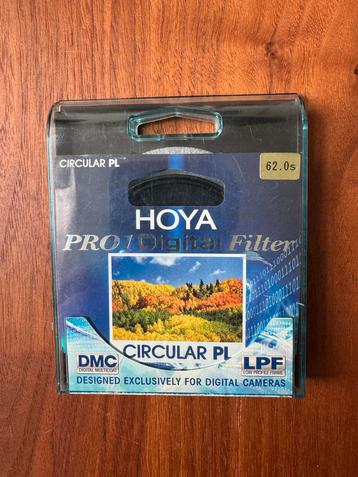 CIRCULAR PL
62.0s
HOYA
PRO1 Digital Filter
CIRCULAR PL
DMC
DIGITAL MULTICOAT
LPF
LOW PROFILE FRAME
DESIGNED EXCLUSIVELY FOR DIGITAL CAMERAS